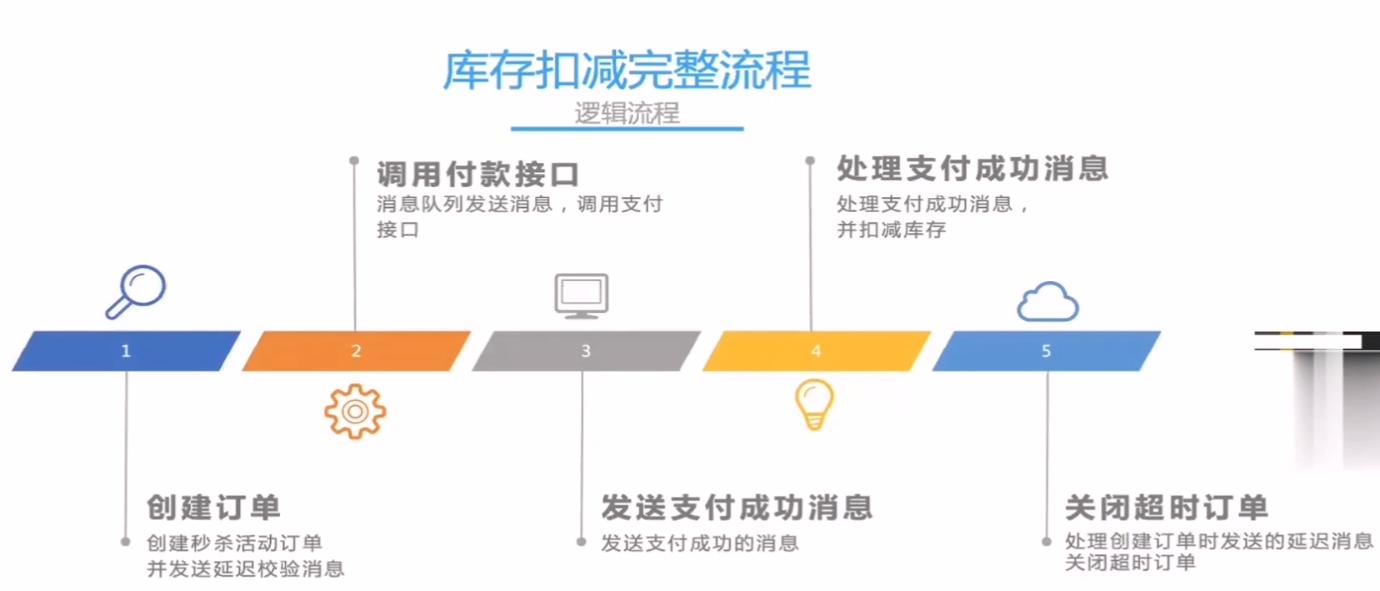 库存扣减完整流程
逻辑流程
调用付款接口
消息队列发送消息，调用支付
接口
处理支付成功消息
处理支付成功消息，
并扣减库存
1
2
3
4
5
创建订单
创建秒杀活动订单
并发送延迟校验消息
发送支付成功消息
发送支付成功的消息
关闭超时订单
处理创建订单时发送的延迟消息
关闭超时订单